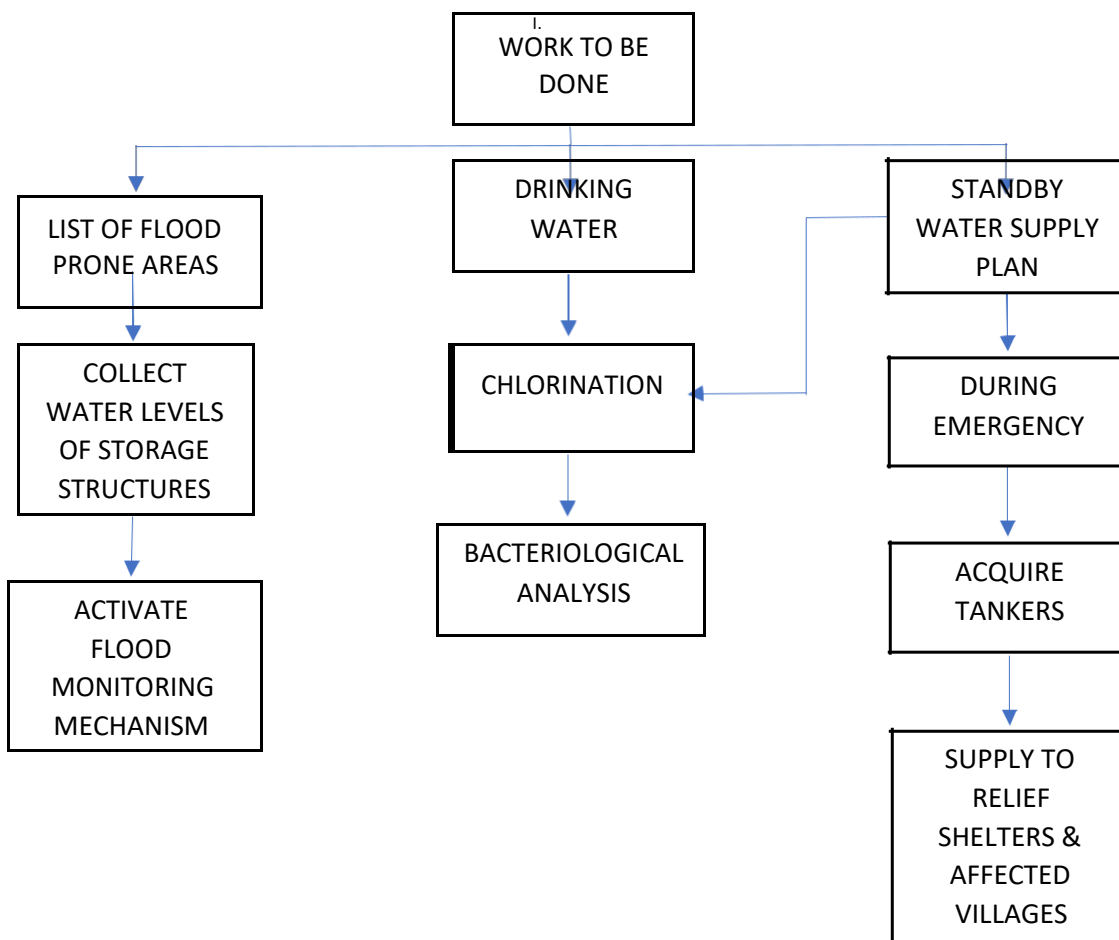 I.
WORK TO BE
DONE
LIST OF FLOOD
PRONE AREAS
COLLECT
WATER LEVELS
OF STORAGE
STRUCTURES
ACTIVATE
FLOOD
MONITORING
MECHANISM
DRINKING
WATER
CHLORINATION
BACTERIOLOGICAL
ANALYSIS
STANDBY
WATER SUPPLY
PLAN
DURING
EMERGENCY
ACQUIRE
TANKERS
SUPPLY TO
RELIEF
SHELTERS &
AFFECTED
VILLAGES